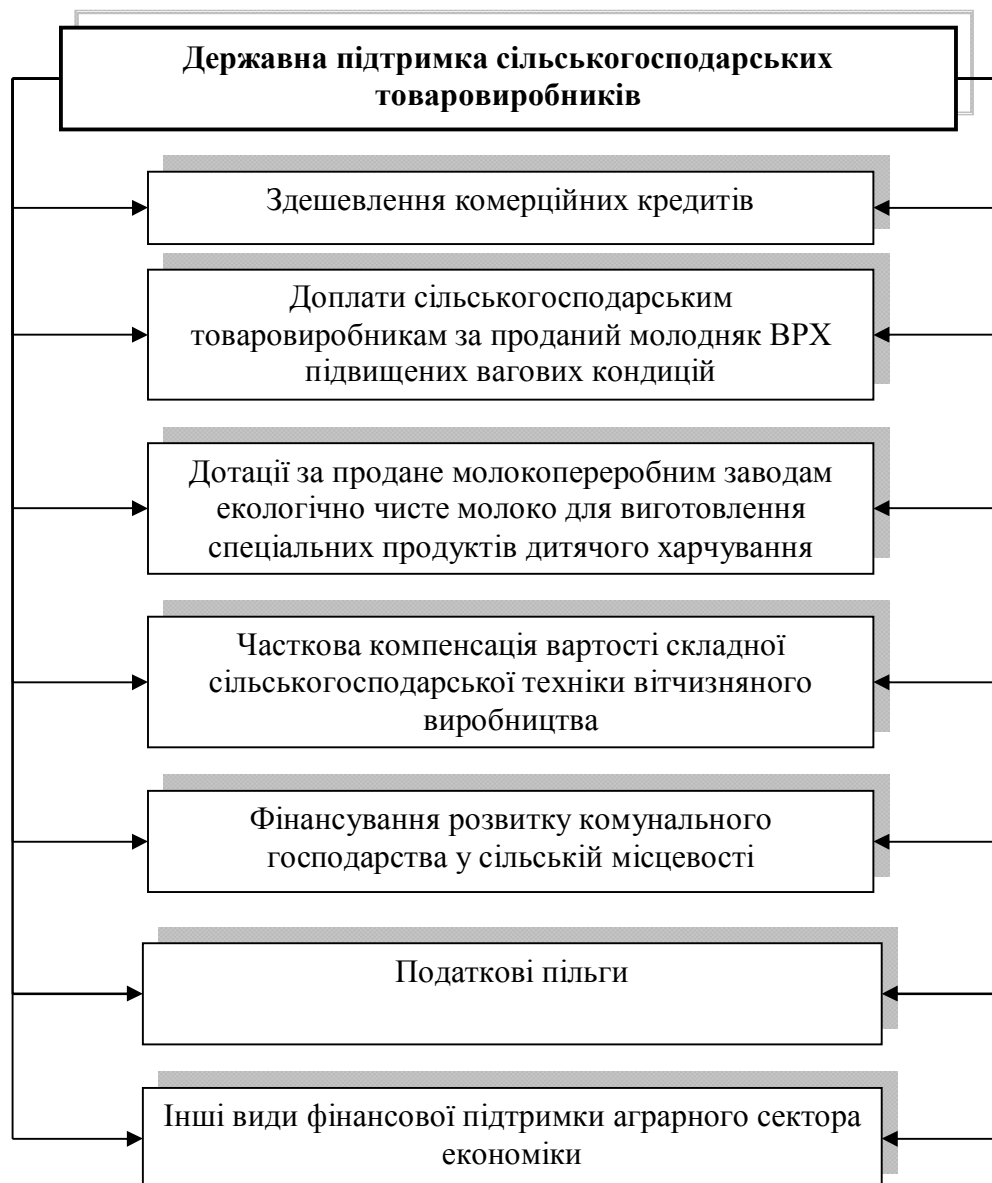 Державна підтримка сільськогосподарських
товаровиробників
Здешевлення комерційних кредитів
Доплати сільськогосподарським
товаровиробникам за проданий молодняк ВРХ
підвищених вагових кондицій
Дотації за продане молокопереробним заводам
екологічно чисте молоко для виготовлення
спеціальних продуктів дитячого харчування
Часткова компенсація вартості складної
сільськогосподарської техніки вітчизняного
виробництва
Фінансування розвитку комунального
господарства у сільській місцевості
Податкові пільги
Інші види фінансової підтримки аграрного сектора
економіки